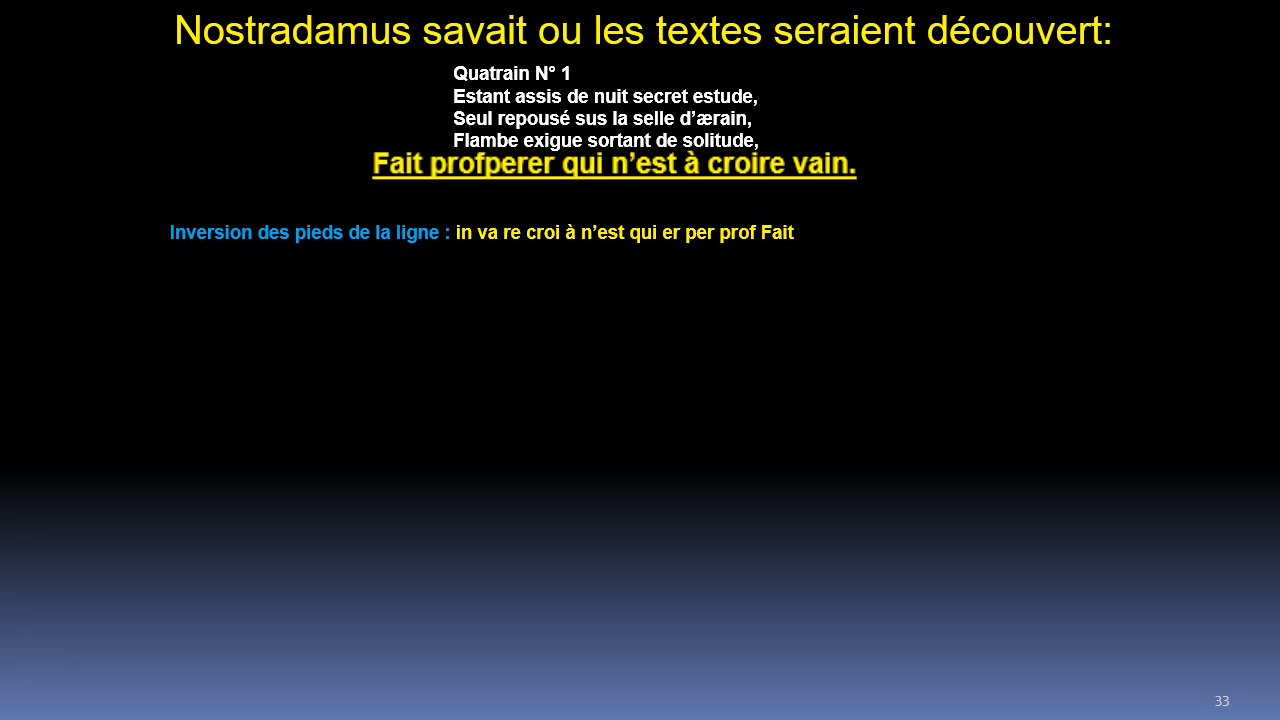 Nostradamus savait ou les textes seraient découvert:
Quatrain N° 1
Estant assis de nuit secret estude,
Seul repousé sus la selle d’ærain,
Flambe exigue sortant de solitude,
Fait profperer qui n’est à croire vain.
Inversion des pieds de la ligne : in va re croi à n’est qui er per prof Fait
33